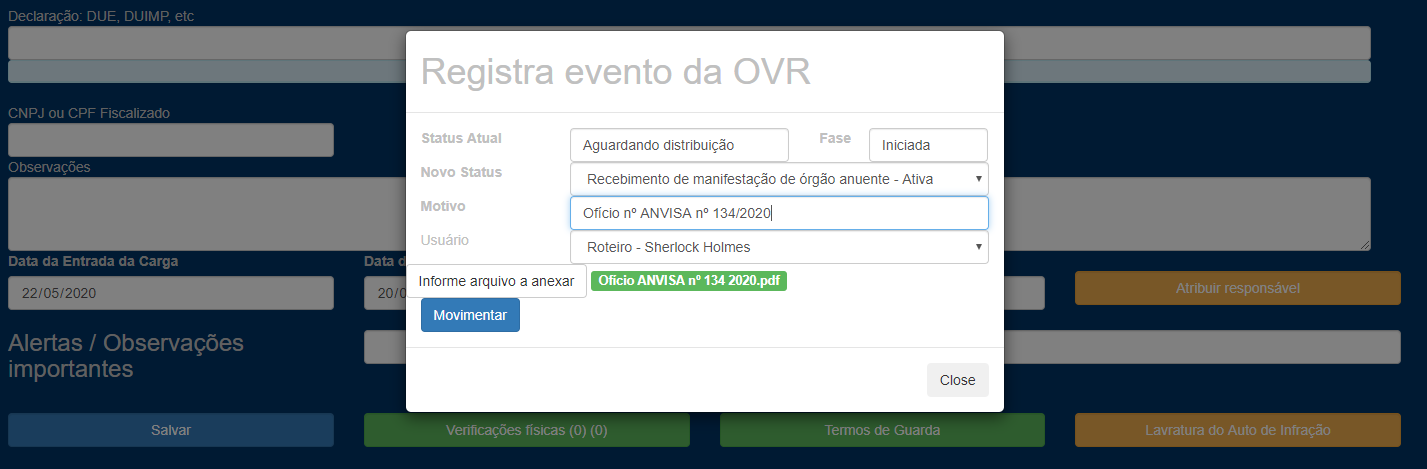 Declaração: DUE, DUIMP, etc
Registra evento da OVR
CNPJ ou CPF Fiscalizado
Status Atual
Aguardando distribuição
Fase
Iniciada
Observações
Novo Status
Recebimento de manifestação de órgão anuente - Ativa
Motivo
Ofício nº ANVISA nº 134/2020
Usuário
Roteiro - Sherlock Holmes
Data da Entrada da Carga
Data d
Informe arquivo a anexar
Ofício ANVISA nº 134 2020.pdf
22/05/2020
20/0
Atribuir responsável
Movimentar
Alertas / Observações
importantes
Close
Salvar
Verificações físicas (0) (0)
Termos de Guarda
Lavratura do Auto de Infração